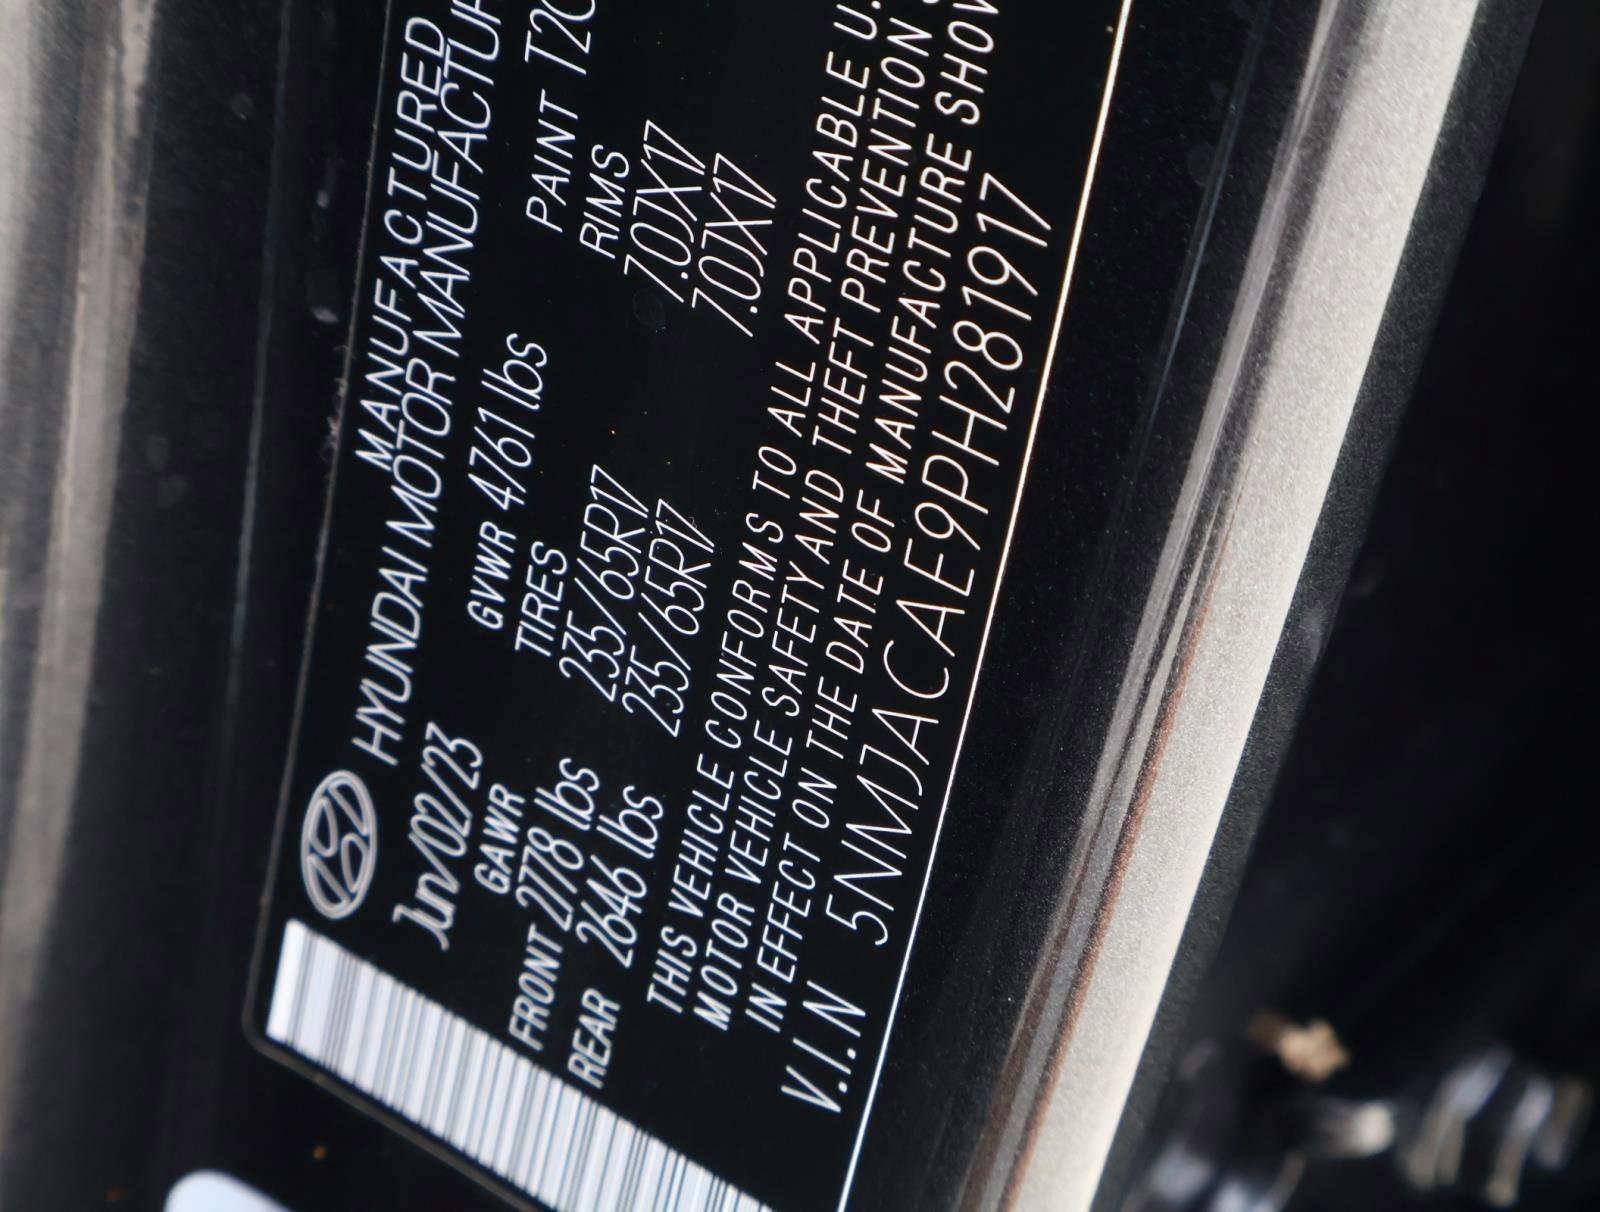 MANUFACTURED
HYUNDAI MOTOR MANUFACTUR
Jun/02/23 GVWR 4761 lbs PAINT T2
GAWR TIRES RIMS
FRONT 2778 lbs 235/65R17 7.0JX17
REAR 2646 lbs 235/65R17 7.0JX17
THIS VEHICLE CONFORMS TO ALL APPLICABLE U.
MOTOR VEHICLE SAFETY AND THEFT PREVENTION
IN EFFECT ON THE DATE OF MANUFACTURE SHOW
V.I.N 5NMJACAE9PH281917